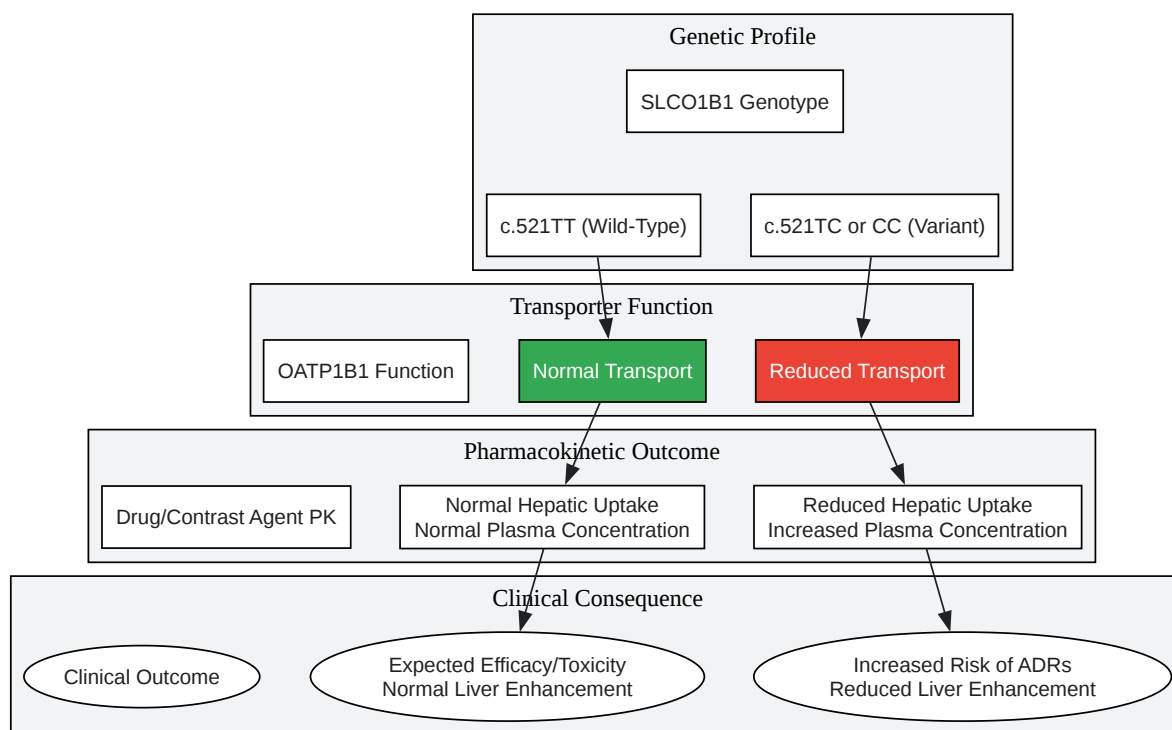 Genetic Profile
SLCO1B1 Genotype
c.521TT (Wild-Type)
c.521TC or CC (Variant)
Transporter Function
OATP1B1 Function
Normal Transport
Reduced Transport
Pharmacokinetic Outcome
Drug/Contrast Agent PK
Normal Hepatic Uptake
Normal Plasma Concentration
Reduced Hepatic Uptake
Increased Plasma Concentration
Clinical Consequence
Clinical Outcome
Expected Efficacy/Toxicity
Normal Liver Enhancement
Increased Risk of ADRs
Reduced Liver Enhancement